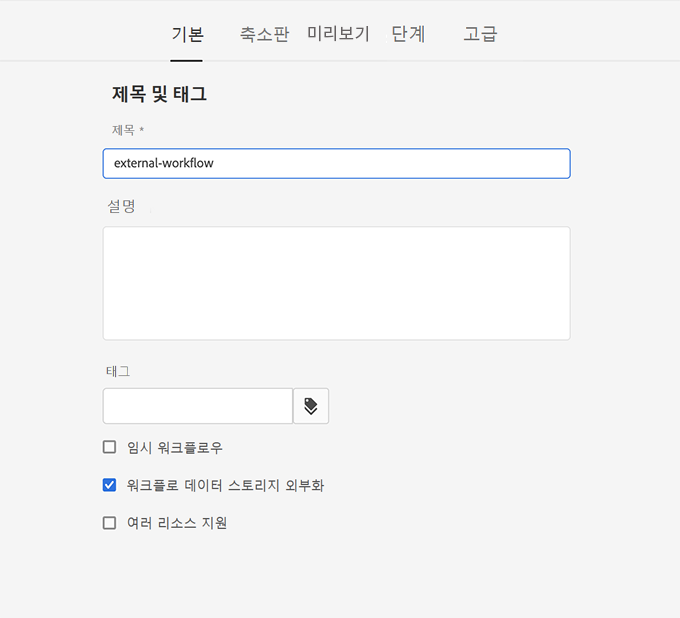 기본 축소판 미리보기 단계 고급
제목 및 태그
제목 *
external-workflow
설명
태그
임시 워크플로우
워크플로 데이터 스토리지 외부화
여러 리소스 지원